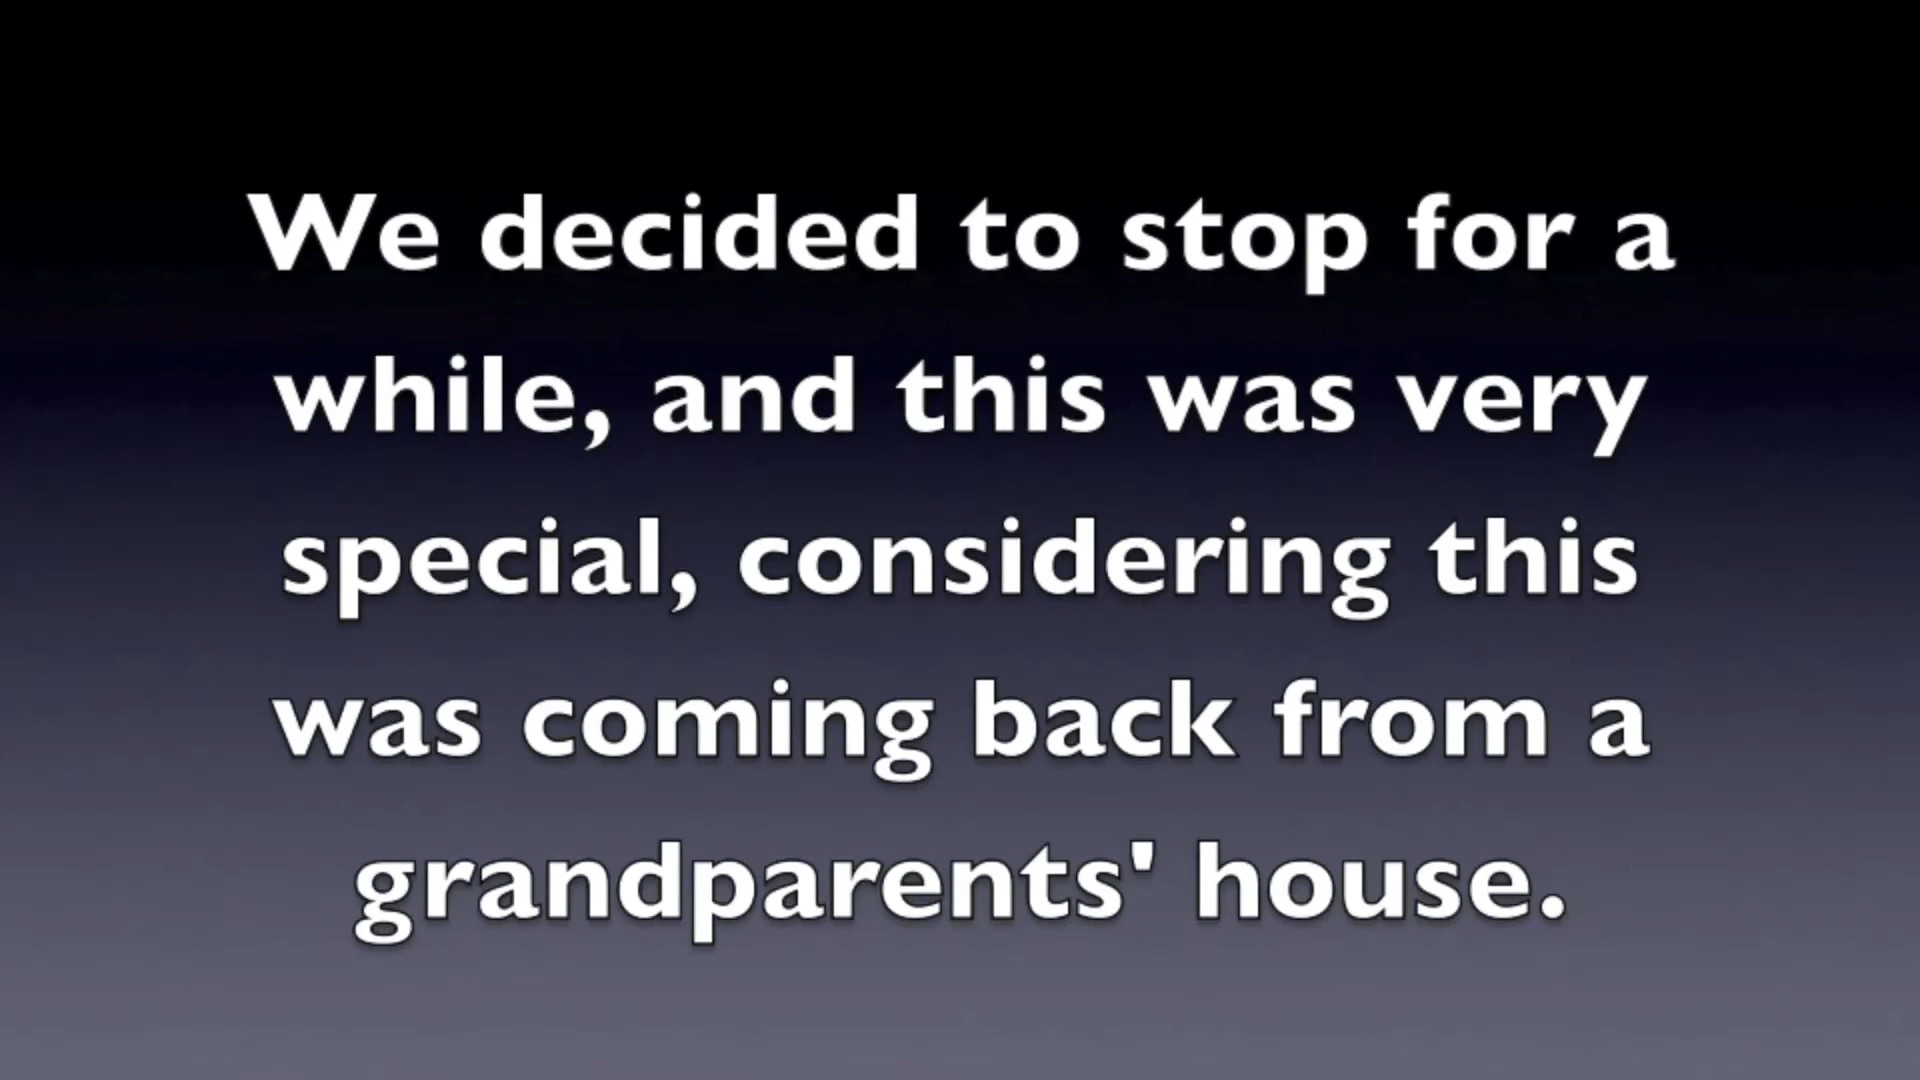 We decided to stop for a
while, and this was very
special, considering this
was coming back from a
grandparents' house.